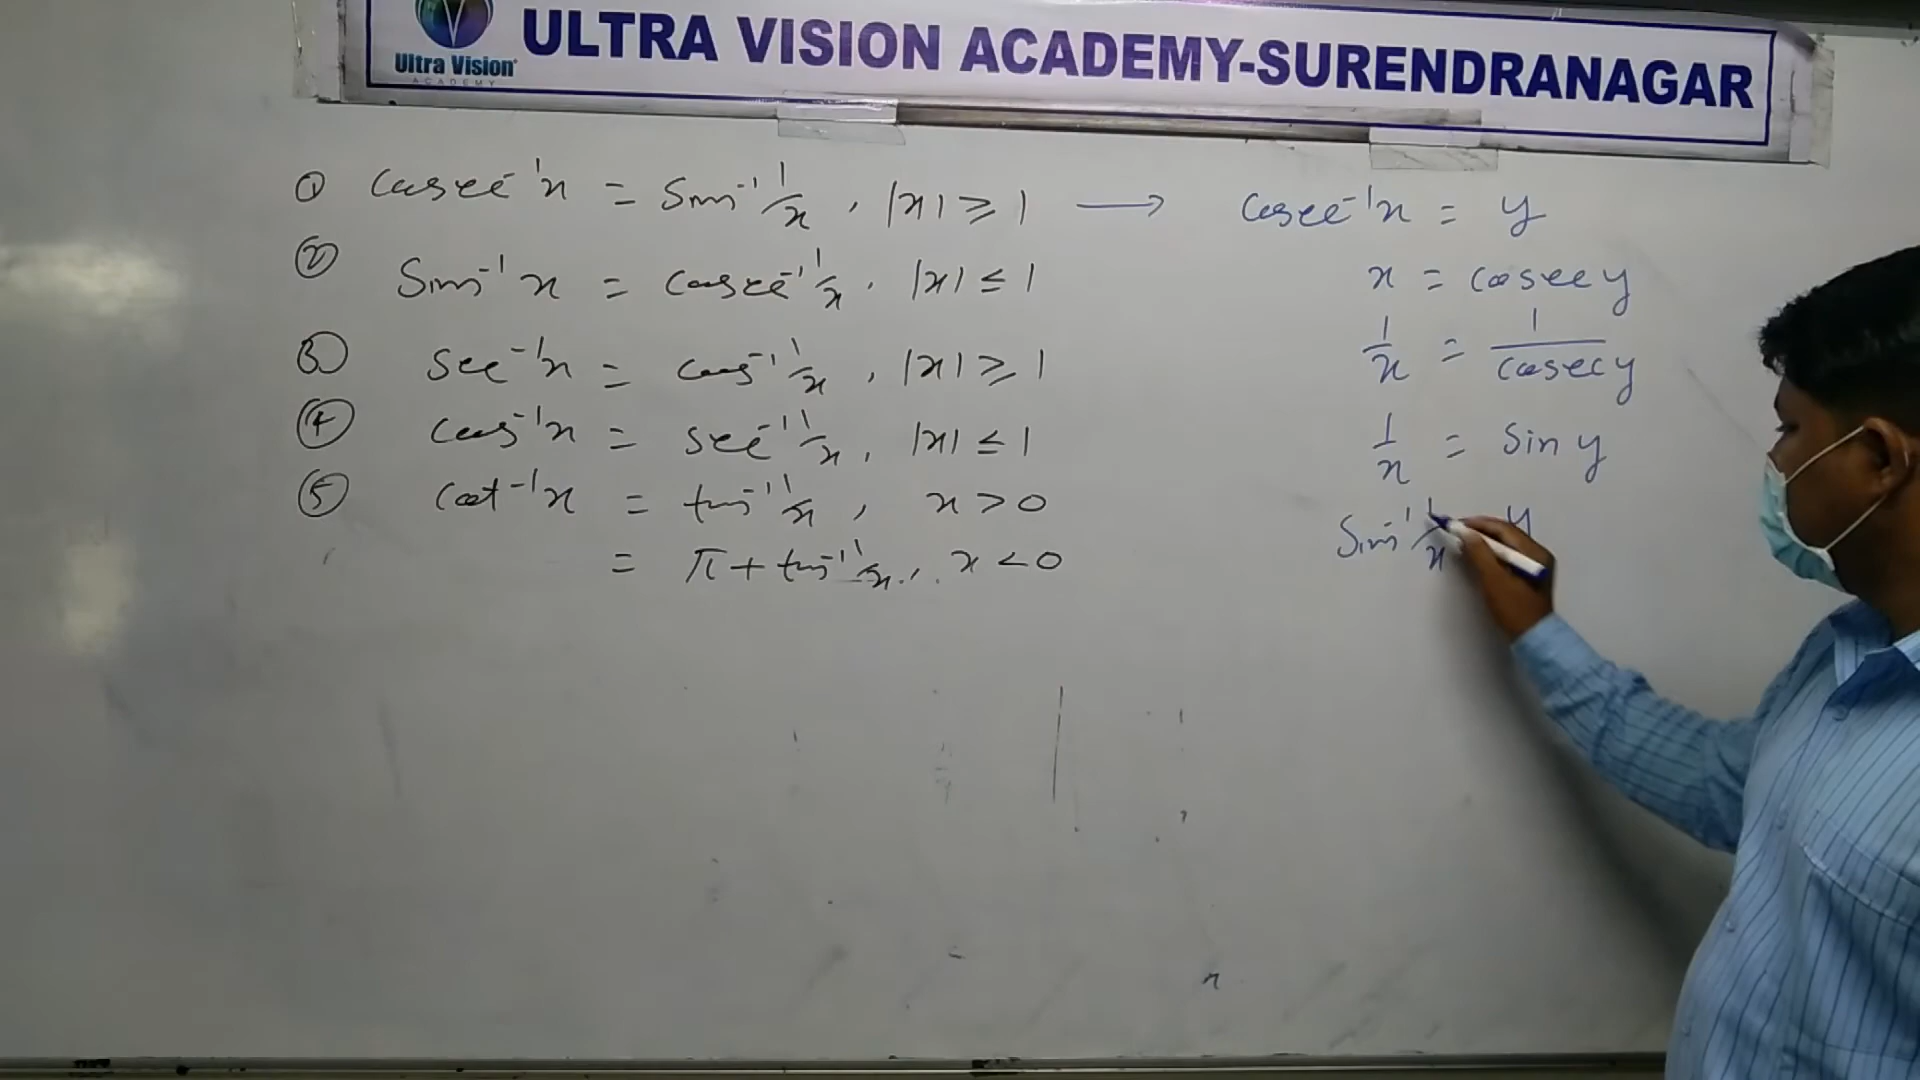 Ultra Vision
ACADEMY
ULTRA VISION ACADEMY-SURENDRANAGAR
① cosec⁻¹x = sin⁻¹ 1/x , |x| ≥ 1 → cosec⁻¹x = y
② sin⁻¹ x = cosec⁻¹ 1/x , |x| ≤ 1
③ sec⁻¹x = cos⁻¹ 1/x , |x| ≥ 1
④ cos⁻¹x = sec⁻¹ 1/x , |x| ≤ 1
⑤ cot⁻¹x = tan⁻¹ 1/x , x > 0
= π + tan⁻¹ 1/x , x < 0
x = cosec y
1/x = 1/cosec y
1/x = sin y
sin⁻¹ 1/x y